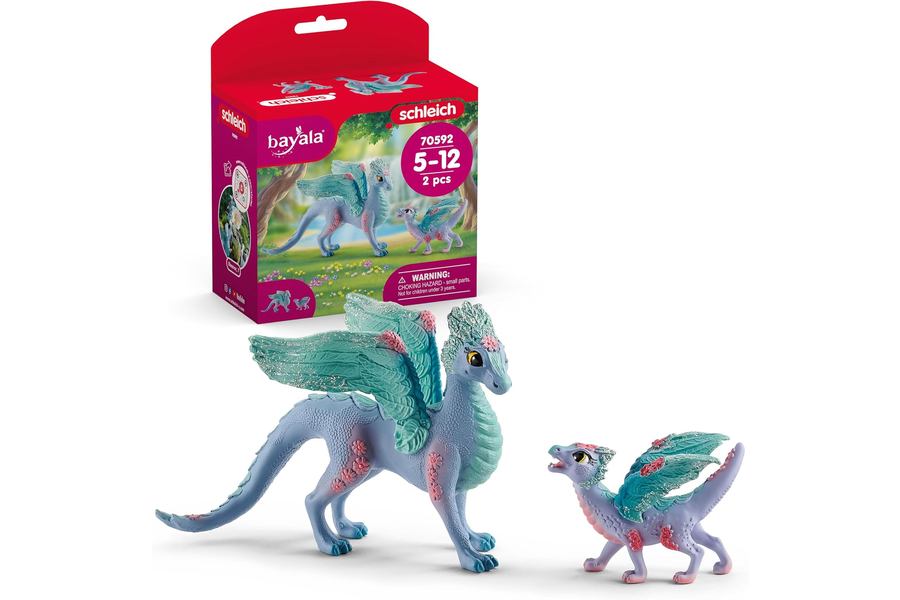 schleich
schleich
bayala
schleich
70592
5-12
2 pcs
WARNING:
CHOKING HAZARD - small parts.
Not for children under 3 years.